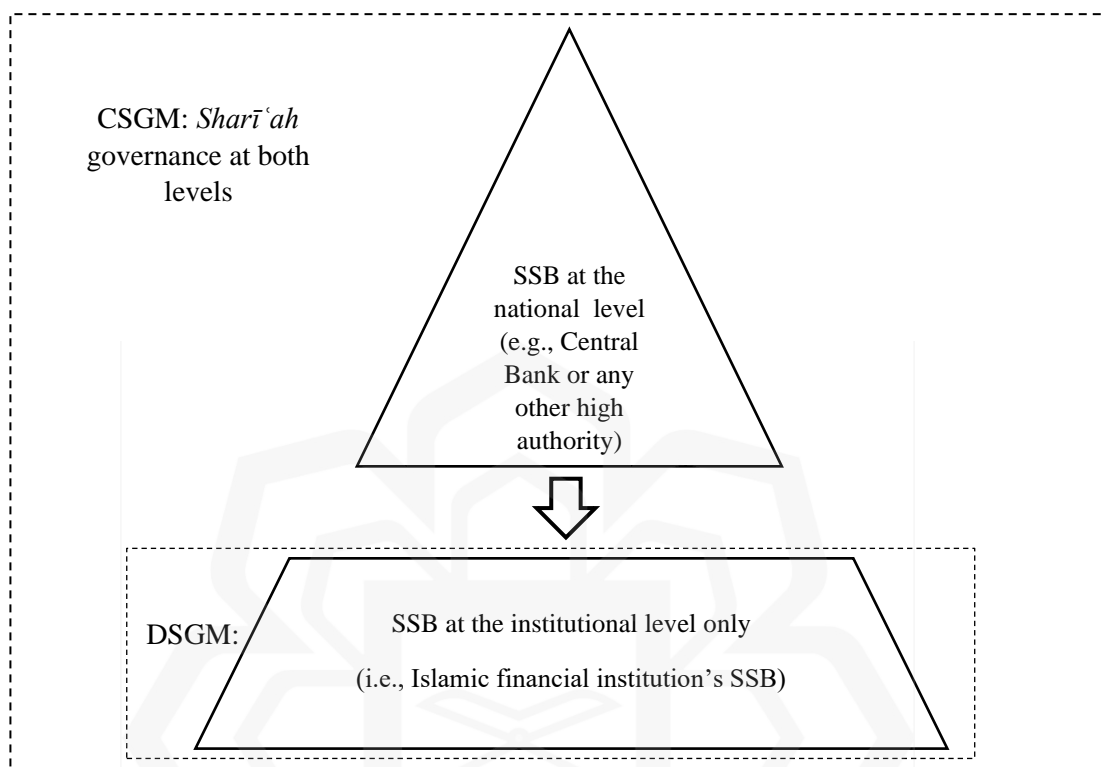 CSGM: Sharīʿah
governance at both
levels
SSB at the
national level
(e.g., Central
Bank or any
other high
authority)
DSGM:
SSB at the institutional level only
(i.e., Islamic financial institution’s SSB)